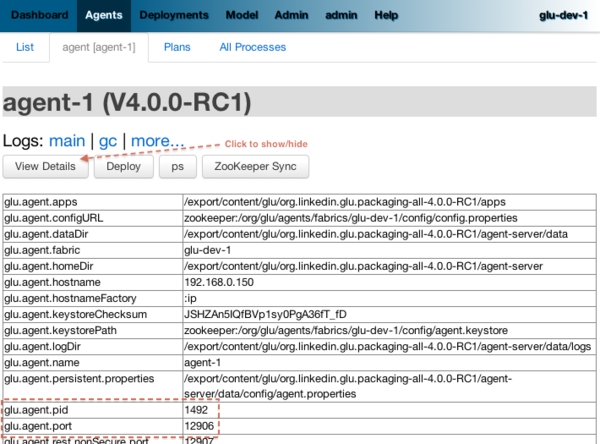 Dashboard Agents Deployments Model Admin admin Help glu-dev-1
List agent [agent-1] Plans All Processes
agent-1 (V4.0.0-RC1)
Logs: main | gc | more...
Click to show/hide
View Details Deploy ps ZooKeeper Sync
glu.agent.apps /export/content/glu/org.linkedin.glu.packaging-all-4.0.0-RC1/apps
glu.agent.configURL zookeeper:/org/glu/agents/fabrics/glu-dev-1/config/config.properties
glu.agent.dataDir /export/content/glu/org.linkedin.glu.packaging-all-4.0.0-RC1/agent-server/data
glu.agent.fabric glu-dev-1
glu.agent.homeDir /export/content/glu/org.linkedin.glu.packaging-all-4.0.0-RC1/agent-server
glu.agent.hostname 192.168.0.150
glu.agent.hostnameFactory :ip
glu.agent.keystoreChecksum JSHZAn5IQfBVp1sy0PgA36fT_fD
glu.agent.keystorePath zookeeper:/org/glu/agents/fabrics/glu-dev-1/config/agent.keystore
glu.agent.logDir /export/content/glu/org.linkedin.glu.packaging-all-4.0.0-RC1/agent-server/data/logs
glu.agent.name agent-1
glu.agent.persistent.properties /export/content/glu/org.linkedin.glu.packaging-all-4.0.0-RC1/agent-
server/data/config/agent.properties
glu.agent.pid 1492
glu.agent.port 12906
glu.agent.rest.nonSecure.port 12907